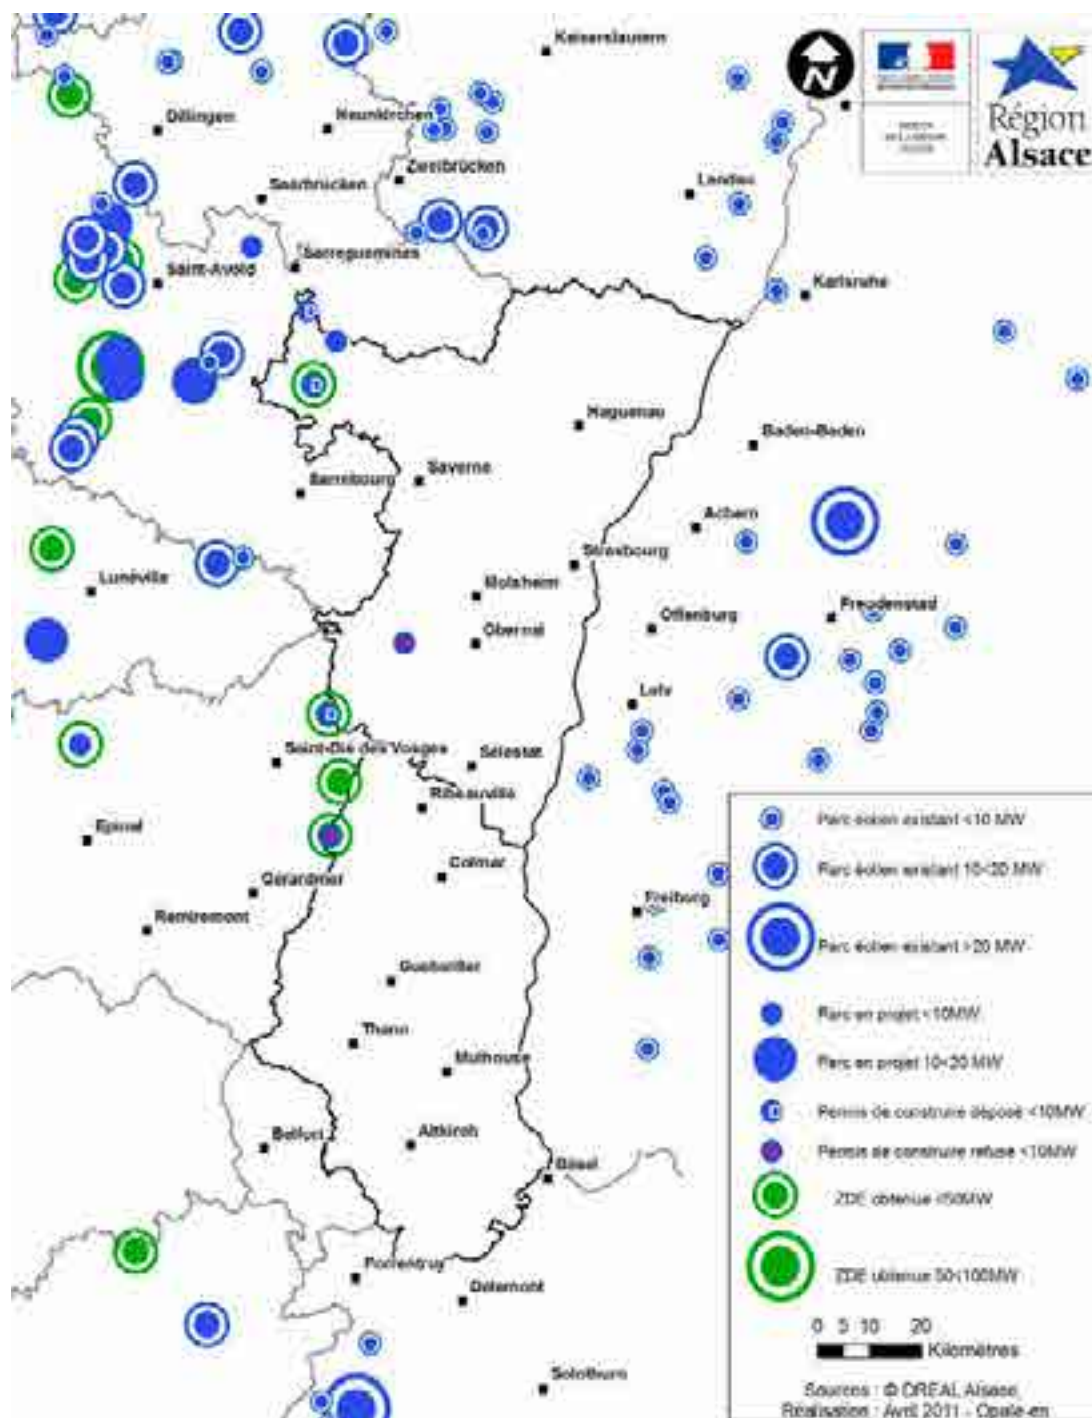 Kaiserslautern
N
Région
Alsace
Dillingen
Neunkirchen
Zweibrücken
Saarbrücken
Landau
Sarreguemines
Saint-Avold
Karlsruhe
Haguenau
Baden-Baden
Saverne
Sarrebourg
Achern
Strasbourg
Lunéville
Molsheim
Obernai
Offenburg
Freudenstad
Lahr
Saint-Dié des Vosges
Sélestat
Ribeauvillé
Epinal
Colmar
Gérardmer
Remiremont
Freiburg
Guebwiller
Thann
Mulhouse
Belfort
Altkirch
Bâsel
Porrentruy
Délemont
Solothurn
Parc éolien existant <10 MW
Parc éolien existant 10<20 MW
Parc éolien existant >20 MW
Parc en projet <10MW
Parc en projet 10<20 MW
Permis de construire déposé <10MW
Permis de construire refusé <10MW
ZDE obtenue <50MW
ZDE obtenue 50<100MW
0 5 10 20
Kilomètres
Sources : © DREAL Alsace,
Réalisation : Avril 2011 - Opale-en